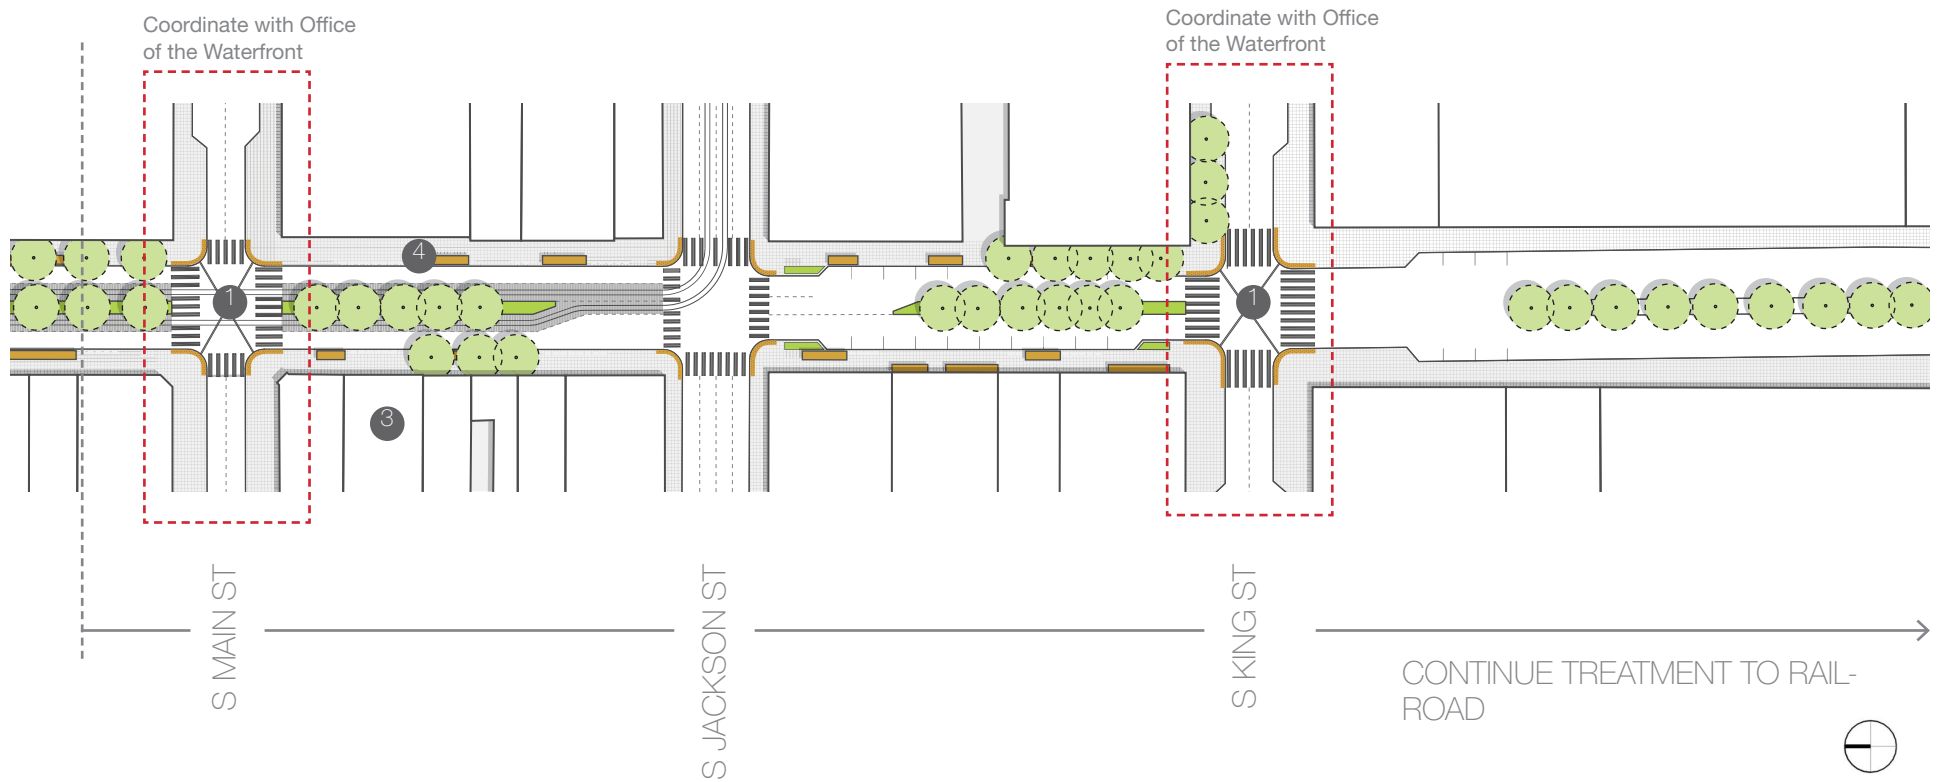 Coordinate with Office
of the Waterfront
Coordinate with Office
of the Waterfront
4
1
1
3
S MAIN ST
S JACKSON ST
S KING ST
CONTINUE TREATMENT TO RAIL-
ROAD